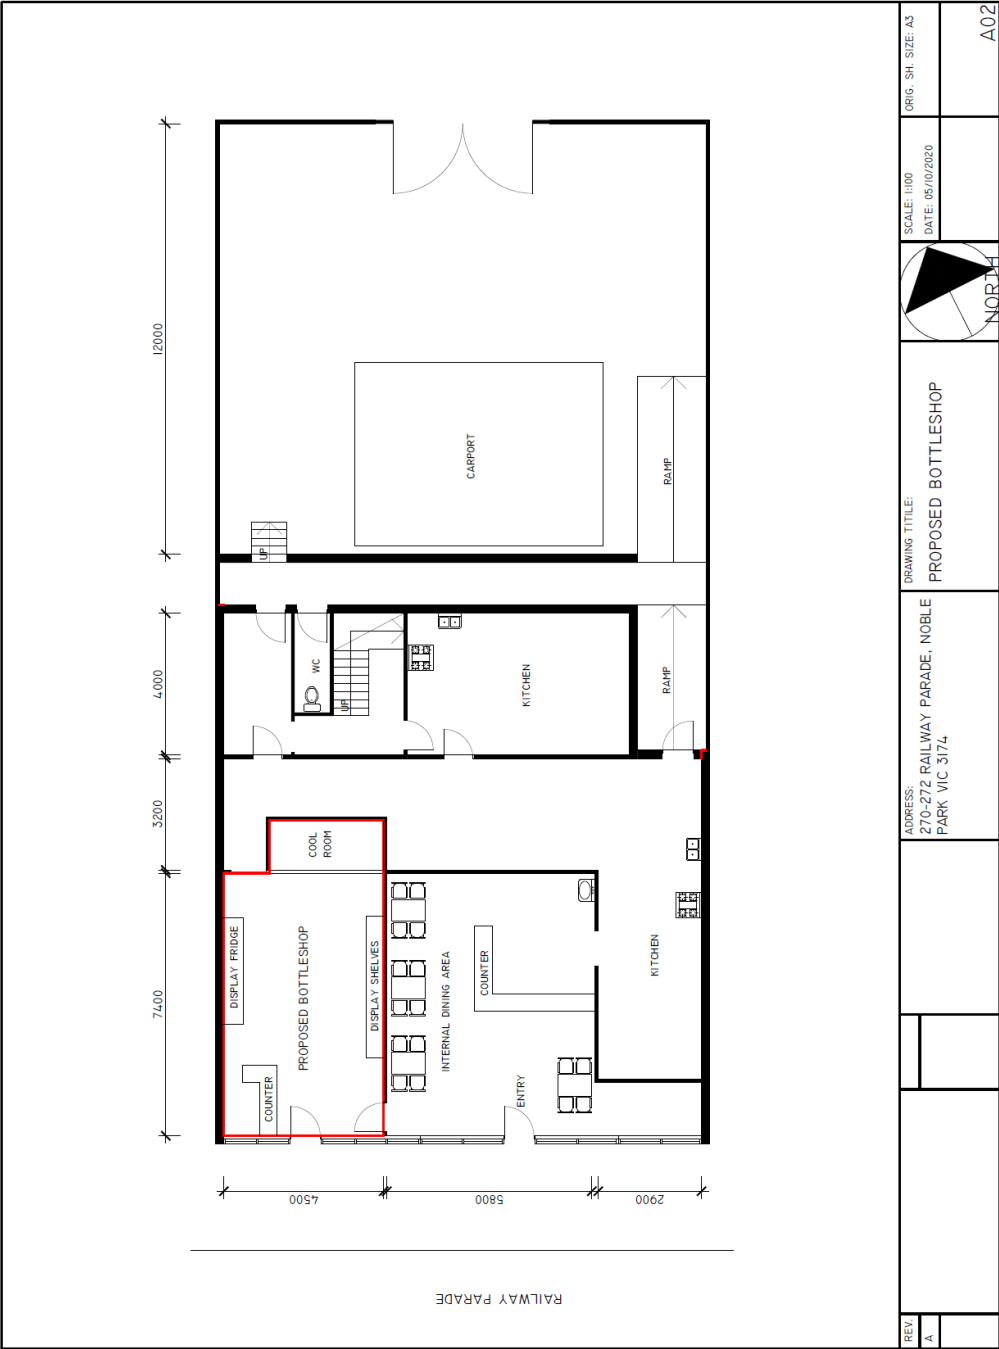 12000
4000
3200
7400
CARPORT
RAMP
UP
WC
UP
KITCHEN
RAMP
COOL
ROOM
DISPLAY FRIDGE
PROPOSED BOTTLESHOP
DISPLAY SHELVES
COUNTER
INTERNAL DINING AREA
COUNTER
ENTRY
KITCHEN
4500
5800
2900
RAILWAY PARADE
REV.
A
ADDRESS:
270-272 RAILWAY PARADE, NOBLE
PARK VIC 3174
DRAWING TITILE:
PROPOSED BOTTLESHOP
NORTH
SCALE: 1:100
DATE: 05/10/2020
ORIG. SH. SIZE: A3
A02